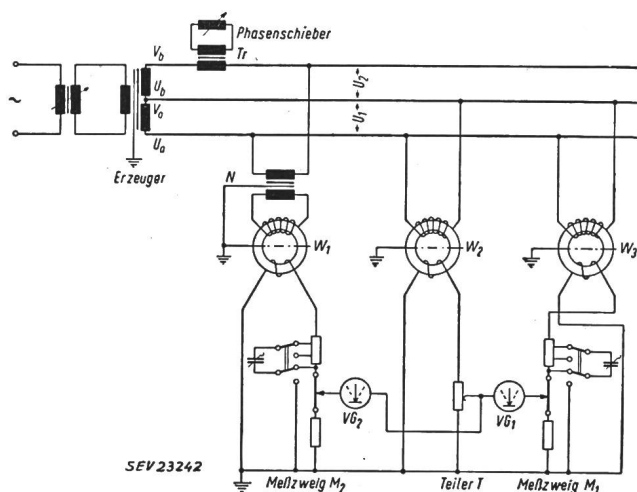 Phasenschieber
V_b
Tr
U_b
U_2
~
V_a
U_1
U_a
Erzeuger
N
W_1
W_2
W_3
VG_2
VG_1
SEV 23242
Meßzweig M_2
Teiler T
Meßzweig M_1